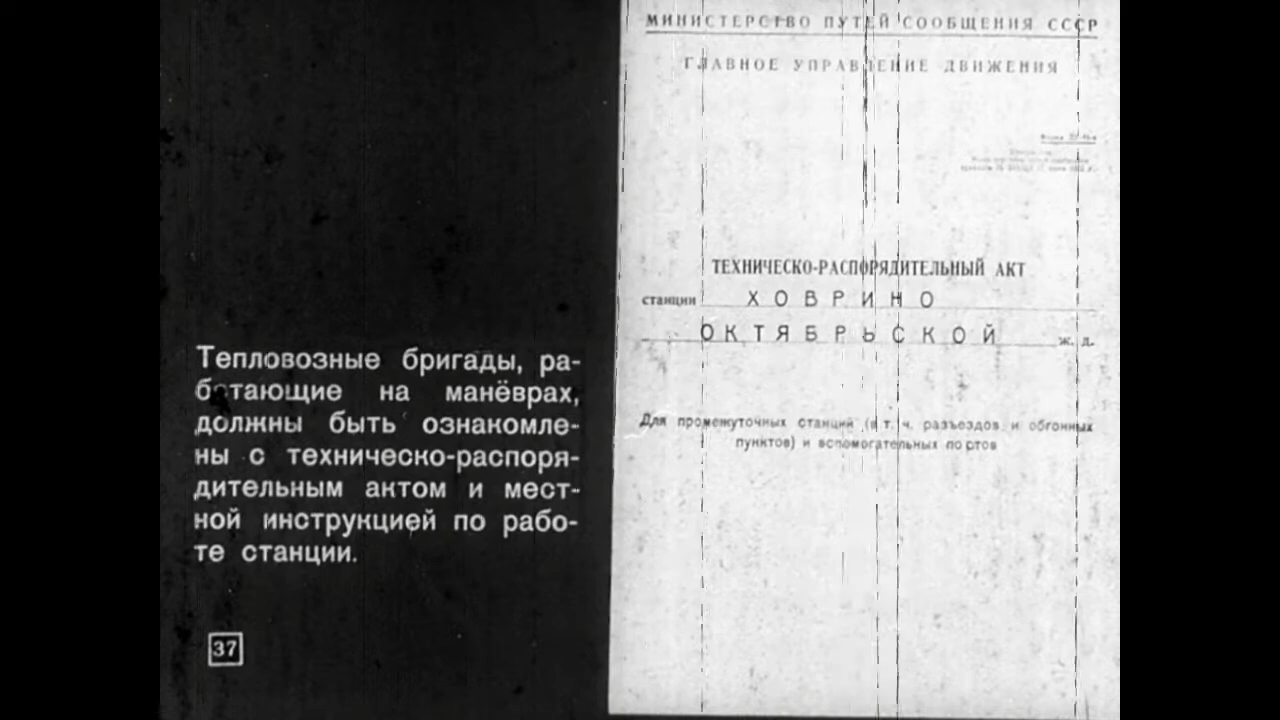 Тепловозные бригады, ра-
ботающие на манёврах,
должны быть ознакомле-
ны с техническо-распоря-
дительным актом и мест-
ной инструкцией по рабо-
те станции.
37
МИНИСТЕРСТВО ПУТЕЙ СООБЩЕНИЯ СССР
ГЛАВНОЕ УПРАВЛЕНИЕ ДВИЖЕНИЯ
ТЕХНИЧЕСКО-РАСПОРЯДИТЕЛЬНЫЙ АКТ
станции ХОВРИНО
ОКТЯБРЬСКОЙ ж. д.
Для промежуточных станций (в т. ч. разъездов и обгонных
пунктов) и вспомогательных постов